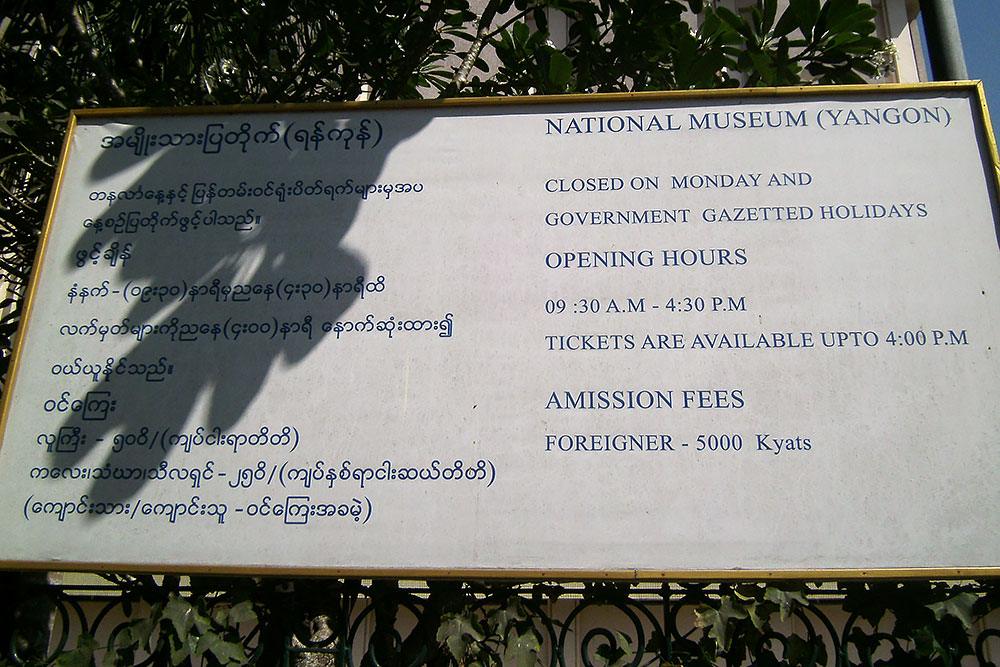 အမျိုးသားပြတိုက်(ရန်ကုန်)
တနင်္လာနေ့နှင့် ပြန်တမ်းဝင်ရုံးပိတ်ရက်များမှအပ
နေ့စဉ်ပြတိုက်ဖွင့်ပါသည်။
ဖွင့်ချိန်
နံနက်-(၀၉း၃၀)နာရီမှညနေ(၄း၃၀)နာရီထိ
လက်မှတ်များကိုညနေ(၄း၀၀)နာရီ နောက်ဆုံးထား၍
ဝယ်ယူနိုင်သည်။
ဝင်ကြေး
လူကြီး - ၅၀၀ိ/(ကျပ်ငါးရာတိတိ)
ကလေး၊သံဃာ၊သီလရှင်-၂၅၀ိ/(ကျပ်နှစ်ရာငါးဆယ်တိတိ)
(ကျောင်းသား/ကျောင်းသူ-ဝင်ကြေးအခမဲ့)
NATIONAL MUSEUM (YANGON)
CLOSED ON MONDAY AND
GOVERNMENT GAZETTED HOLIDAYS
OPENING HOURS
09 :30 A.M - 4:30 P.M
TICKETS ARE AVAILABLE UPTO 4:00 P.M
AMISSION FEES
FOREIGNER - 5000 Kyats